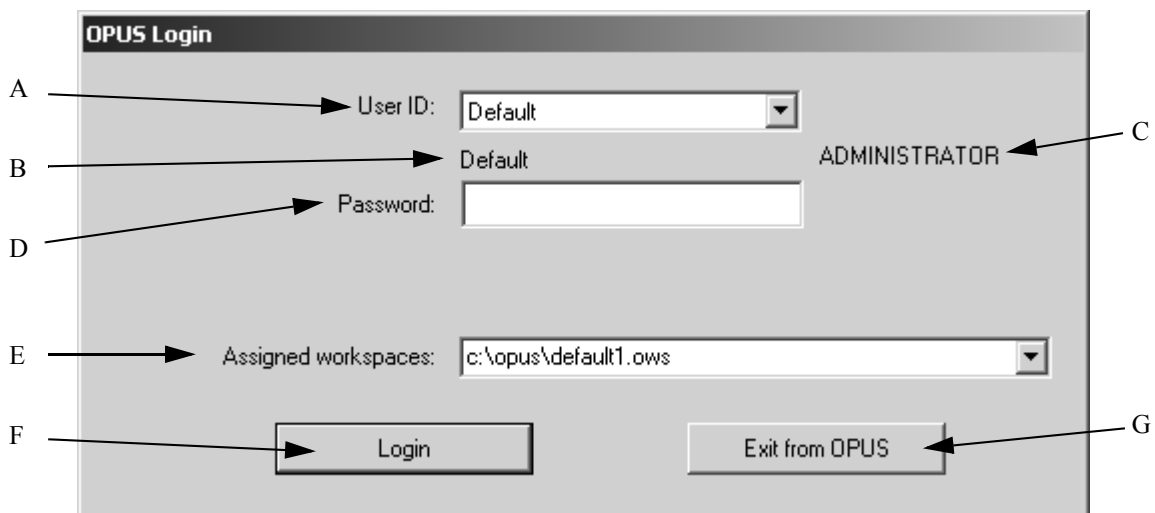 OPUS Login
A
User ID:
Default
B
Default
ADMINISTRATOR
C
D
Password:
E
Assigned workspaces:
c:\opus\default1.ows
F
Login
Exit from OPUS
G